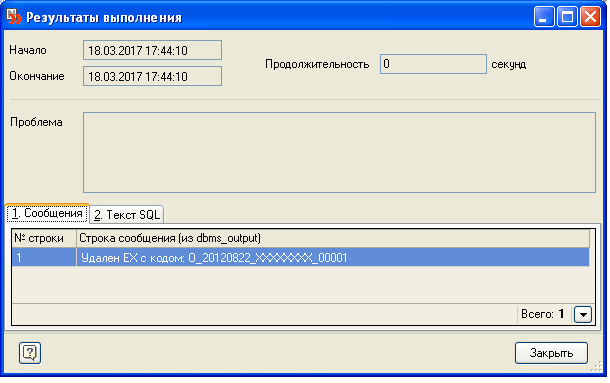 Результаты выполнения
Начало 18.03.2017 17:44:10
Продолжительность 0 секунд
Окончание 18.03.2017 17:44:10
Проблема
1. Сообщения 2. Текст SQL
№ строки Строка сообщения (из dbms_output)
1 Удален EX с кодом: O_20120822_XXXXXXXX_00001
Всего: 1
Закрыть